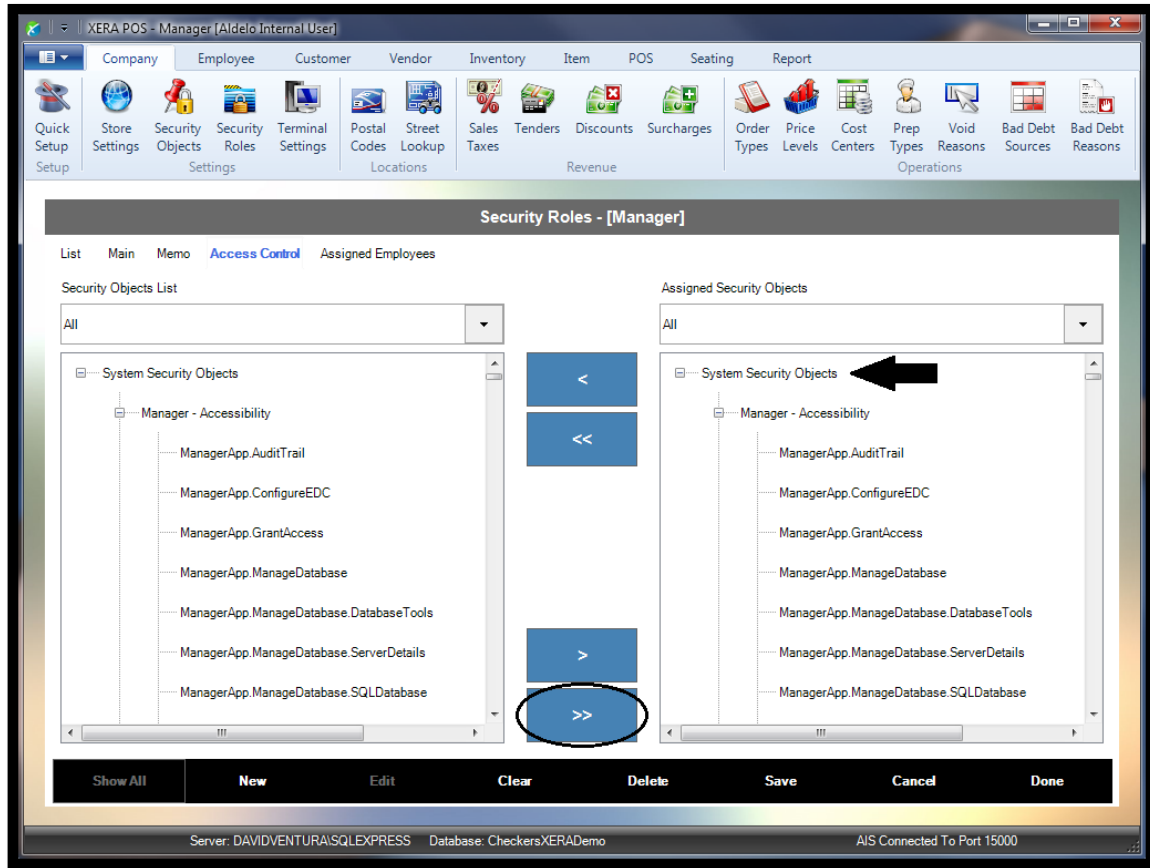 XERA POS - Manager [Aldelo Internal User]
Company Employee Customer Vendor Inventory Item POS Seating Report
Quick Setup
Store Settings
Security Objects
Security Roles
Terminal Settings
Postal Codes
Street Lookup
Sales Taxes
Tenders
Discounts
Surcharges
Order Types
Price Levels
Cost Centers
Prep Types
Void Reasons
Bad Debt Sources
Bad Debt Reasons
Setup Settings Locations Revenue Operations
Security Roles - [Manager]
List Main Memo Access Control Assigned Employees
Security Objects List
All
System Security Objects
Manager - Accessibility
ManagerApp.AuditTrail
ManagerApp.ConfigureEDC
ManagerApp.GrantAccess
ManagerApp.ManageDatabase
ManagerApp.ManageDatabase.DatabaseTools
ManagerApp.ManageDatabase.ServerDetails
ManagerApp.ManageDatabase.SQLDatabase
<
<<
>
>>
Assigned Security Objects
All
System Security Objects
Manager - Accessibility
ManagerApp.AuditTrail
ManagerApp.ConfigureEDC
ManagerApp.GrantAccess
ManagerApp.ManageDatabase
ManagerApp.ManageDatabase.DatabaseTools
ManagerApp.ManageDatabase.ServerDetails
ManagerApp.ManageDatabase.SQLDatabase
Show All New Edit Clear Delete Save Cancel Done
Server: DAVIDVENTURA\SQLEXPRESS Database: CheckersXERADemo AIS Connected To Port 15000